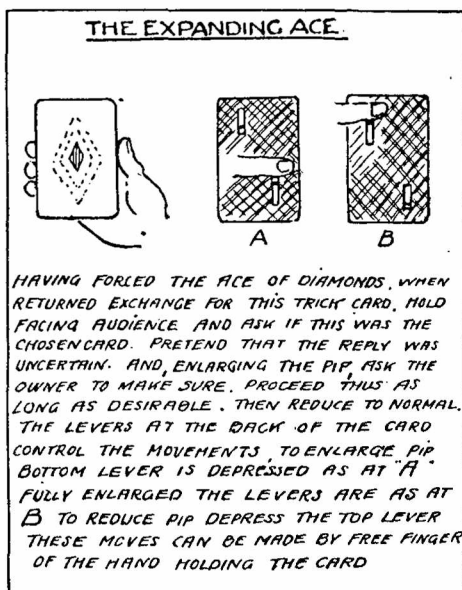 THE EXPANDING ACE.
A
B
HAVING FORCED THE ACE OF DIAMONDS, WHEN
RETURNED EXCHANGE FOR THIS TRICK CARD, HOLD
FACING AUDIENCE AND ASK IF THIS WAS THE
CHOSEN CARD. PRETEND THAT THE REPLY WAS
UNCERTAIN. AND, ENLARGING THE PIP, ASK THE
OWNER TO MAKE SURE. PROCEED THUS AS
LONG AS DESIRABLE. THEN REDUCE TO NORMAL.
THE LEVERS AT THE BACK OF THE CARD
CONTROL THE MOVEMENTS, TO ENLARGE PIP
BOTTOM LEVER IS DEPRESSED AS AT "A"
FULLY ENLARGED THE LEVERS ARE AS AT
B TO REDUCE PIP DEPRESS THE TOP LEVER
THESE MOVES CAN BE MADE BY FREE FINGER
OF THE HAND HOLDING THE CARD